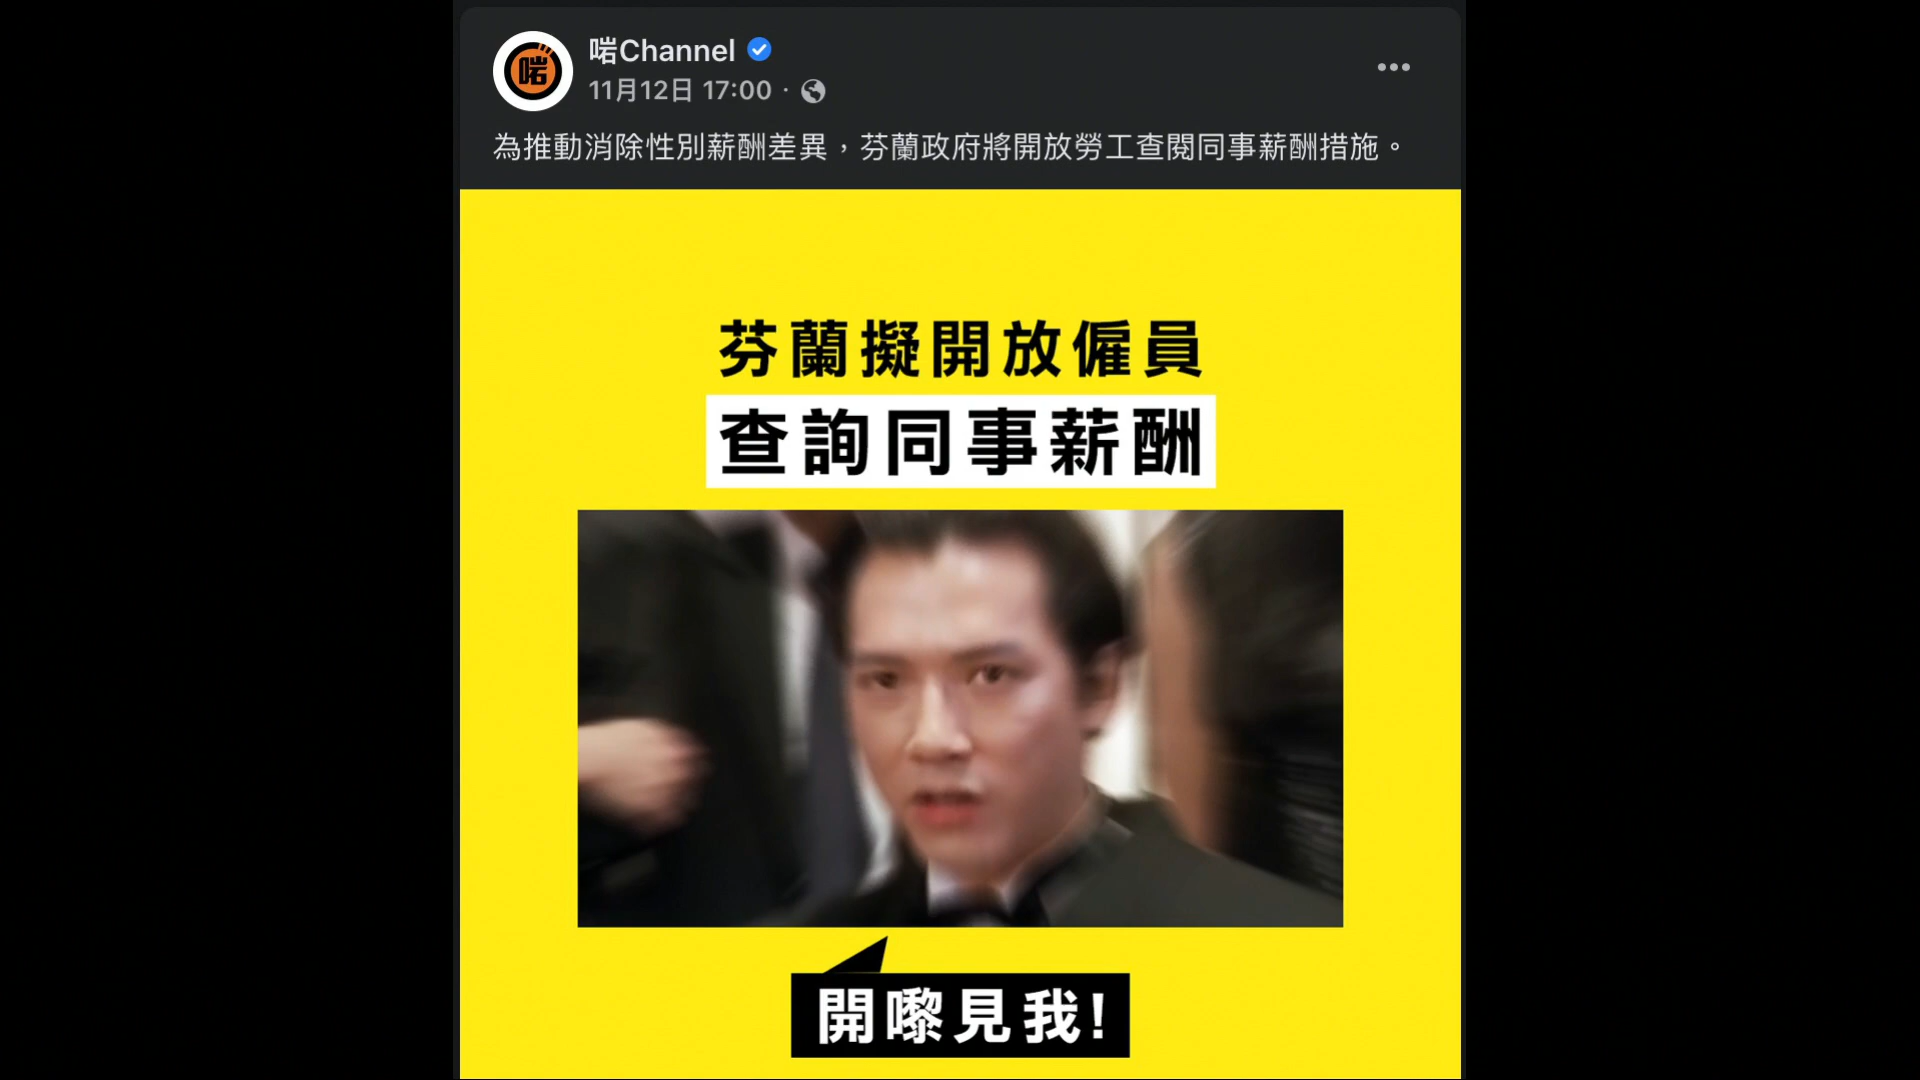 啱
啱Channel
11月12日 17:00 ·
為推動消除性別薪酬差異，芬蘭政府將開放勞工查閱同事薪酬措施。
芬蘭擬開放僱員
查詢同事薪酬
開嚟見我!